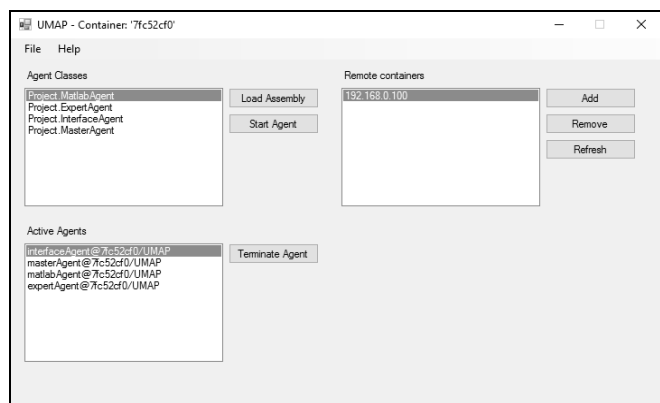 UMAP - Container: '7fc52cf0'
File Help
Agent Classes
Project.MatlabAgent
Project.ExpertAgent
Project.InterfaceAgent
Project.MasterAgent
Load Assembly
Start Agent
Remote containers
192.168.0.100
Add
Remove
Refresh
Active Agents
interfaceAgent@7fc52cf0/UMAP
masterAgent@7fc52cf0/UMAP
matlabAgent@7fc52cf0/UMAP
expertAgent@7fc52cf0/UMAP
Terminate Agent